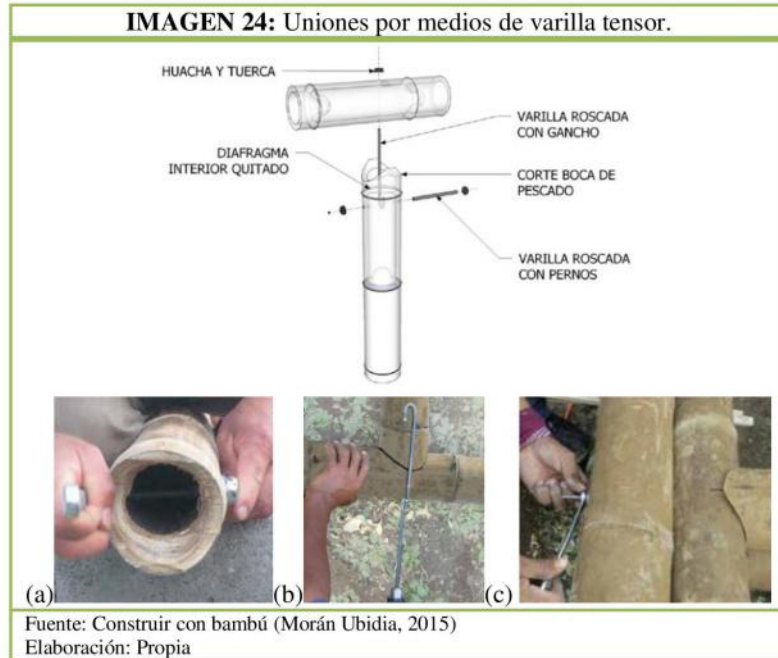 IMAGEN 24: Uniones por medios de varilla tensor.
HUACHA Y TUERCA
VARILLA ROSCADA
CON GANCHO
DIAFRAGMA
INTERIOR QUITADO
CORTE BOCA DE
PESCADO
VARILLA ROSCADA
CON PERNOS
(a)
(b)
(c)
Fuente: Construir con bambú (Morán Ubidia, 2015)
Elaboración: Propia